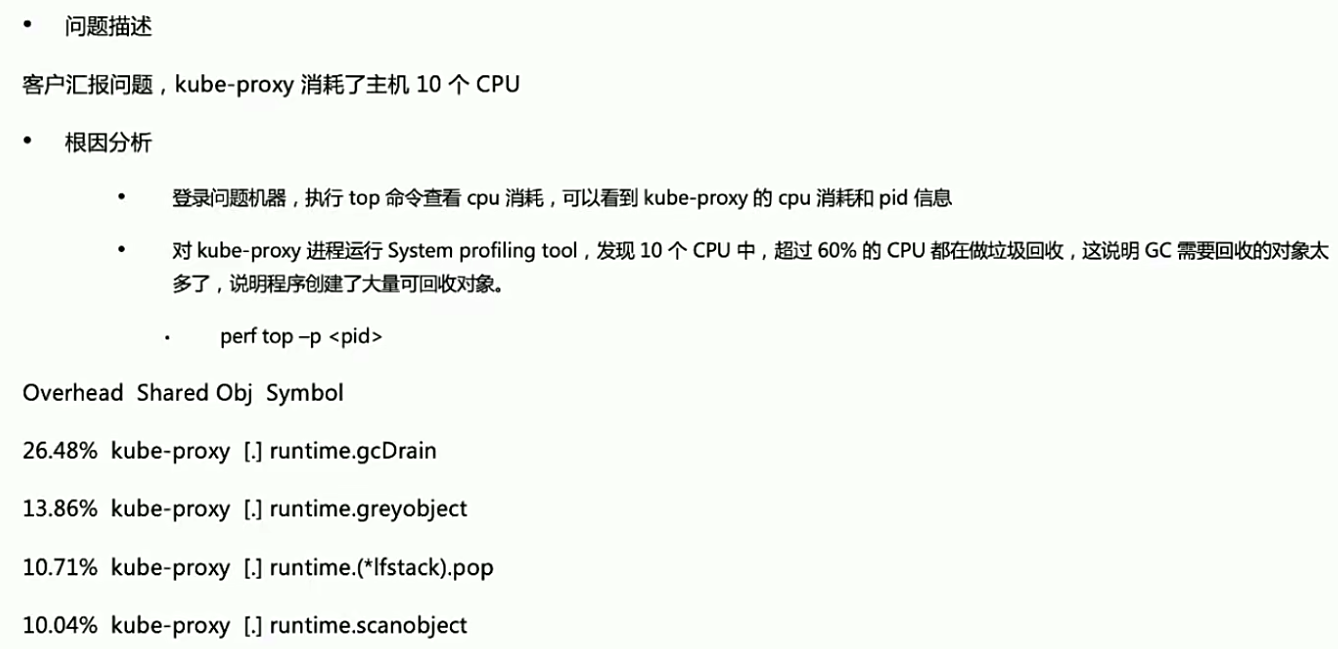 • 问题描述
客户汇报问题，kube-proxy 消耗了主机 10 个 CPU
• 根因分析
• 登录问题机器，执行 top 命令查看 cpu 消耗，可以看到 kube-proxy 的 cpu 消耗和 pid 信息
• 对 kube-proxy 进程运行 System profiling tool，发现 10 个 CPU 中，超过 60% 的 CPU 都在做垃圾回收，这说明 GC 需要回收的对象太
多了，说明程序创建了大量可回收对象。
• perf top –p <pid>
Overhead Shared Obj Symbol
26.48% kube-proxy [.] runtime.gcDrain
13.86% kube-proxy [.] runtime.greyobject
10.71% kube-proxy [.] runtime.(*lfstack).pop
10.04% kube-proxy [.] runtime.scanobject